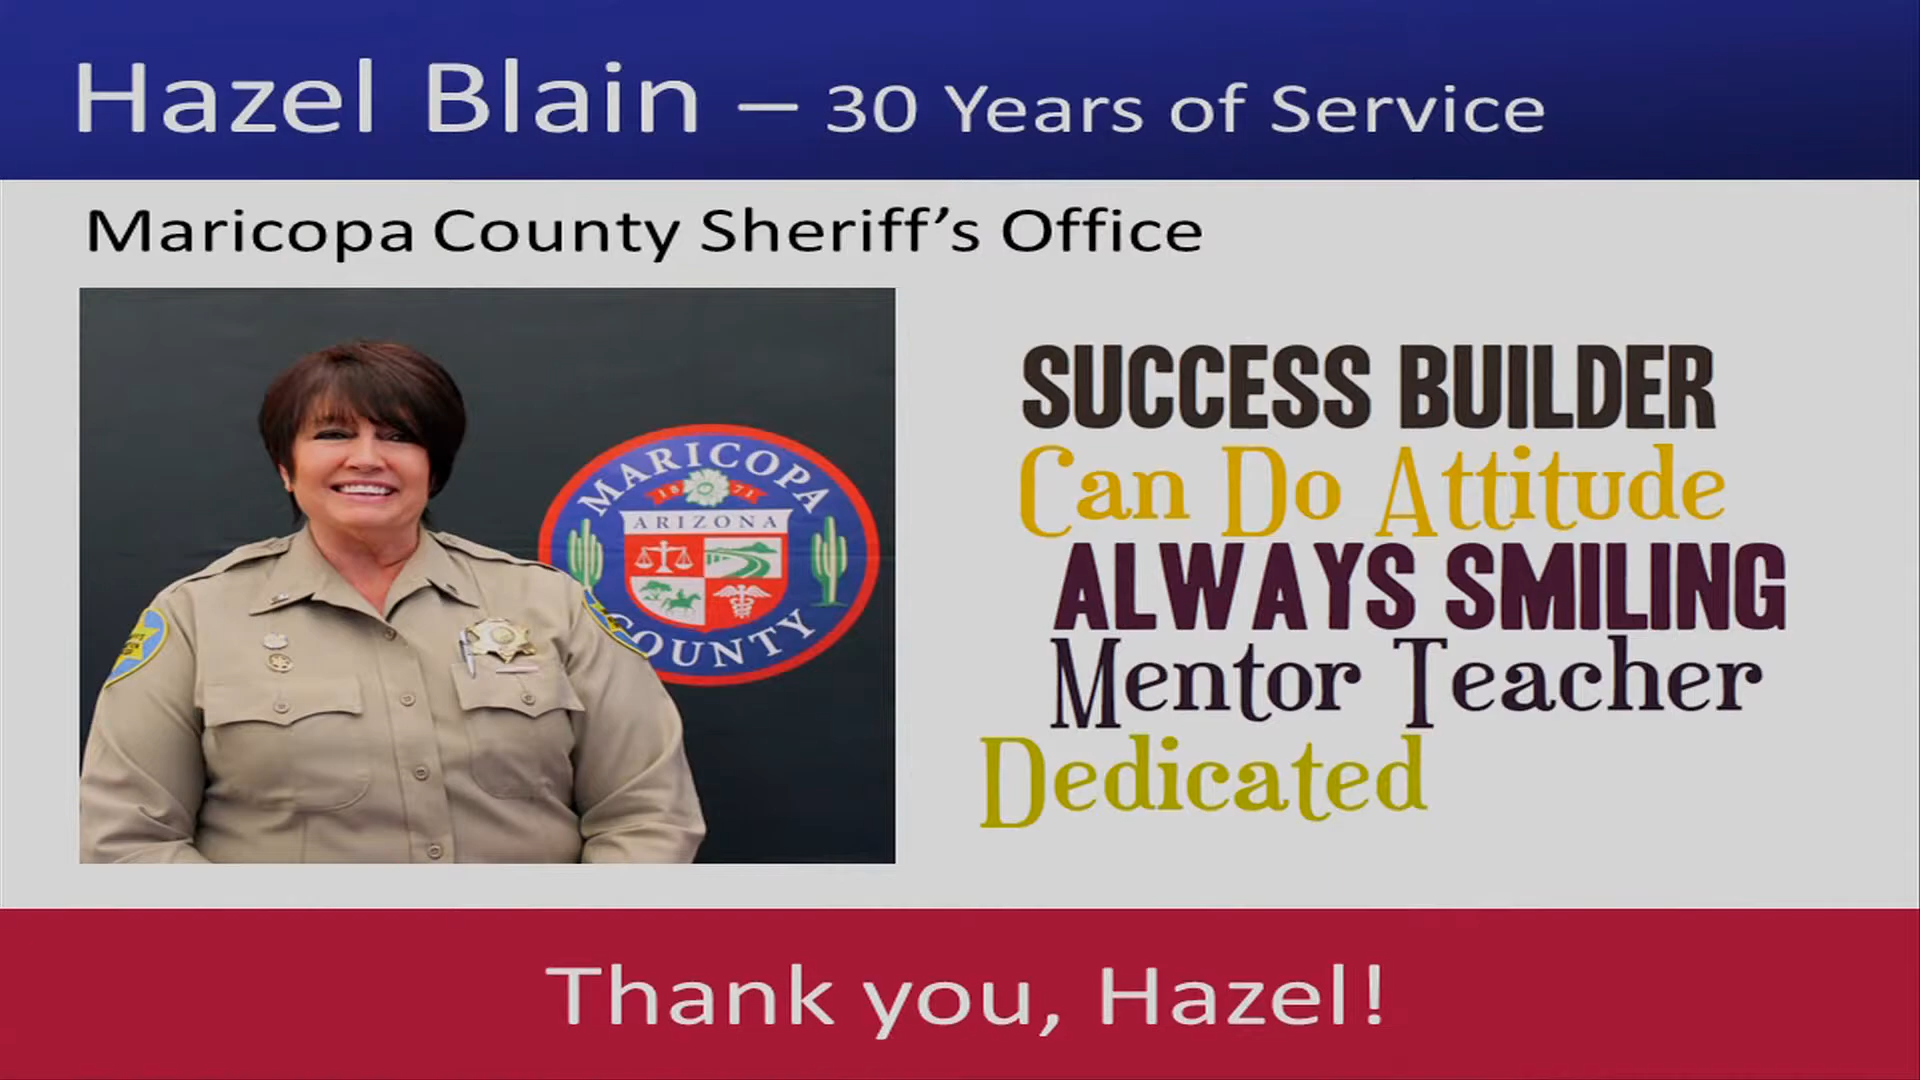 Hazel Blain – 30 Years of Service
Maricopa County Sheriff’s Office
MARICOPA
1871
ARIZONA
COUNTY
SUCCESS BUILDER
Can Do Attitude
ALWAYS SMILING
Mentor Teacher
Dedicated
Thank you, Hazel!